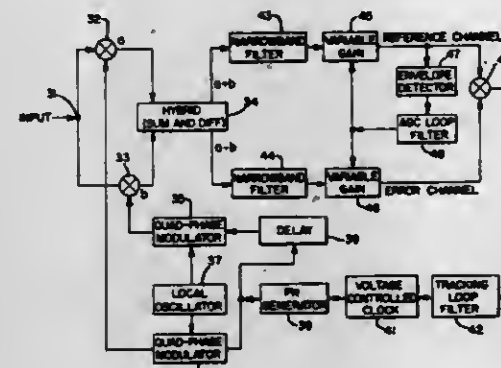 32
43
45
a
NARROWBAND FILTER
VARIABLE GAIN
REFERENCE CHANNEL
47
31
a+b
ENVELOPE DETECTOR
INPUT
HYBRID
(SUM AND DIFF)
34
33
a-b
44
AGC LOOP FILTER
48
b
NARROWBAND FILTER
VARIABLE GAIN
ERROR CHANNEL
46
35
QUAD-PHASE MODULATOR
DELAY
39
37
LOCAL OSCILLATOR
PN GENERATOR
38
VOLTAGE CONTROLLED CLOCK
41
TRACKING LOOP FILTER
42
QUAD-PHASE MODULATOR